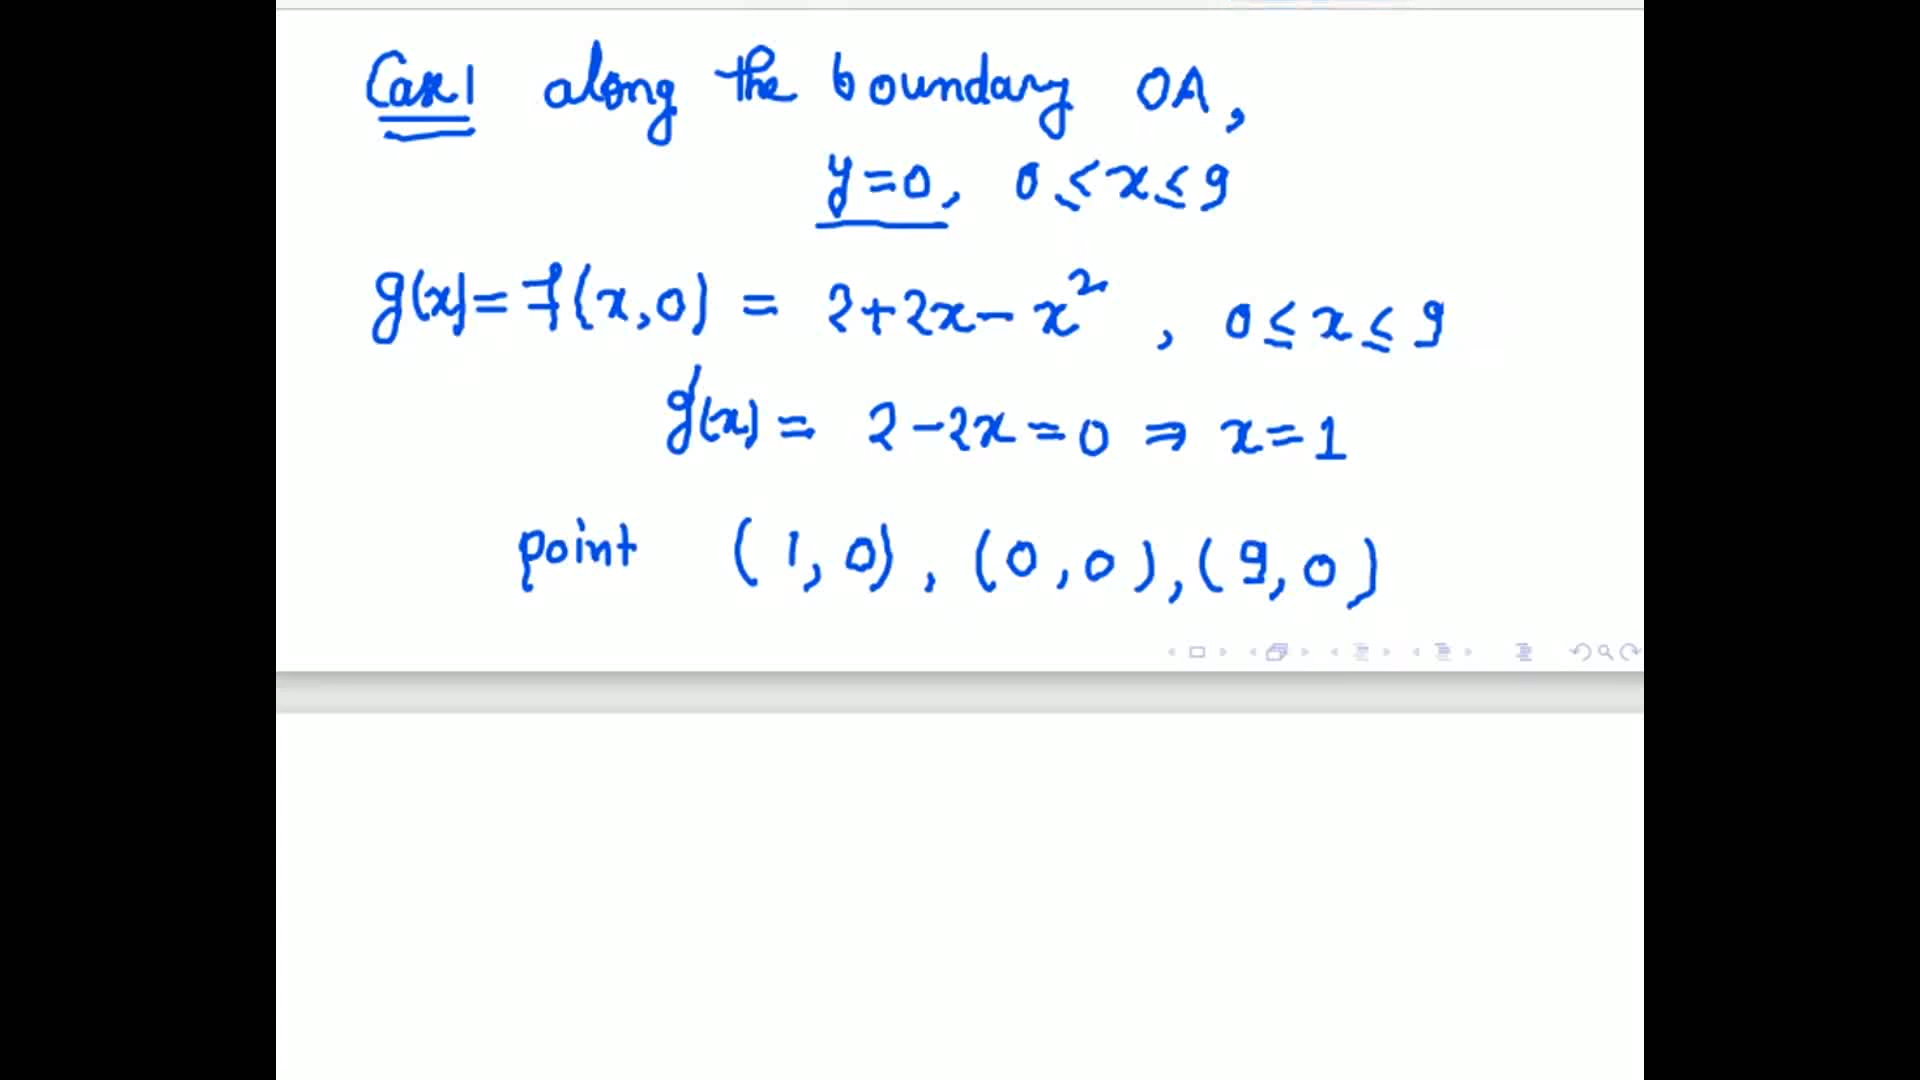 Case 1 along the boundary OA,
y=0, 0 ≤ x ≤ 9
g(x) = f(x,0) = 2+2x-x², 0 ≤ x ≤ 9
g'(x) = 2-2x=0 ⇒ x=1
point (1,0), (0,0), (9,0)